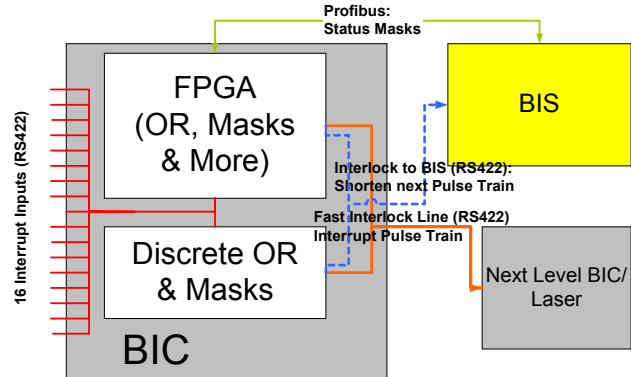 Profibus:
Status Masks
FPGA
(OR, Masks
& More)
BIS
16 Interrupt Inputs (RS422)
Interlock to BIS (RS422):
Shorten next Pulse Train
Fast Interlock Line (RS422)
Interrupt Pulse Train
Discrete OR
& Masks
Next Level BIC/
Laser
BIC